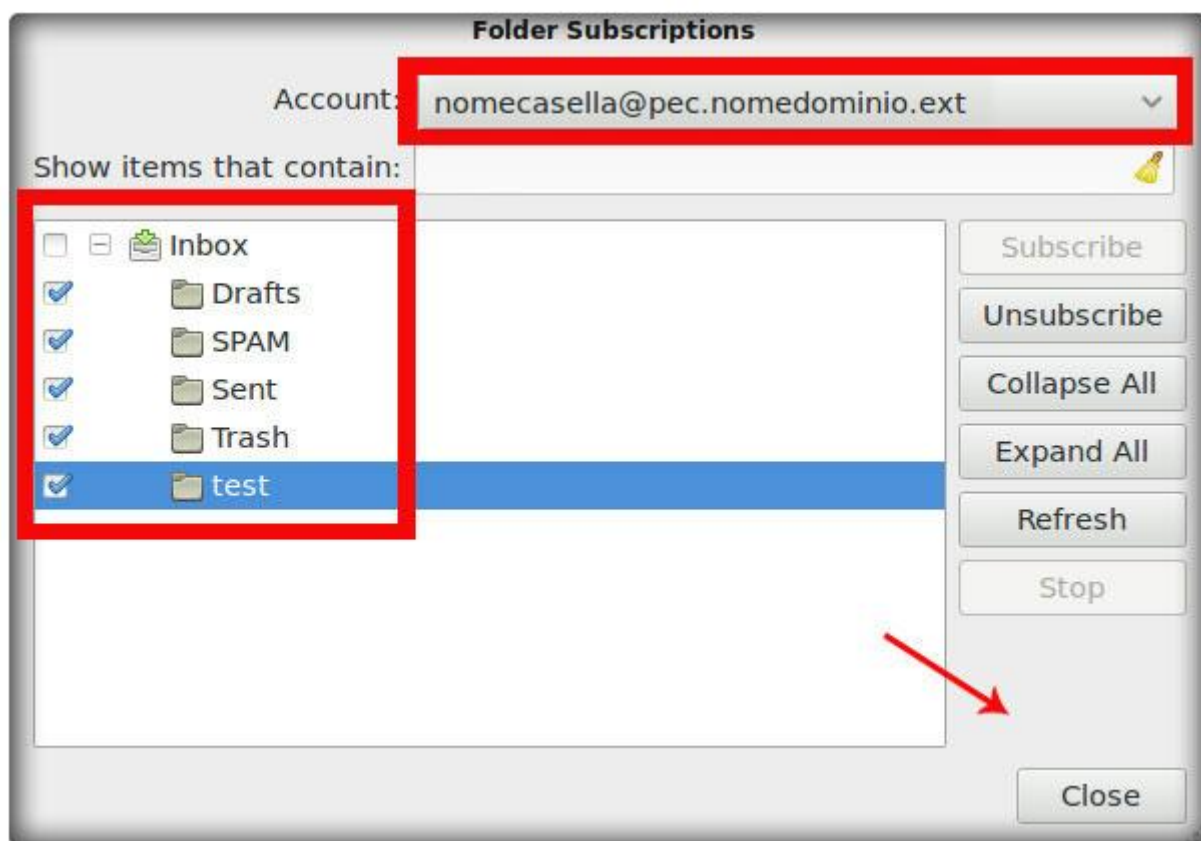 Folder Subscriptions
Account: nomecasella@pec.nomedominio.ext
Show items that contain:
Inbox
Drafts
SPAM
Sent
Trash
test
Subscribe
Unsubscribe
Collapse All
Expand All
Refresh
Stop
Close